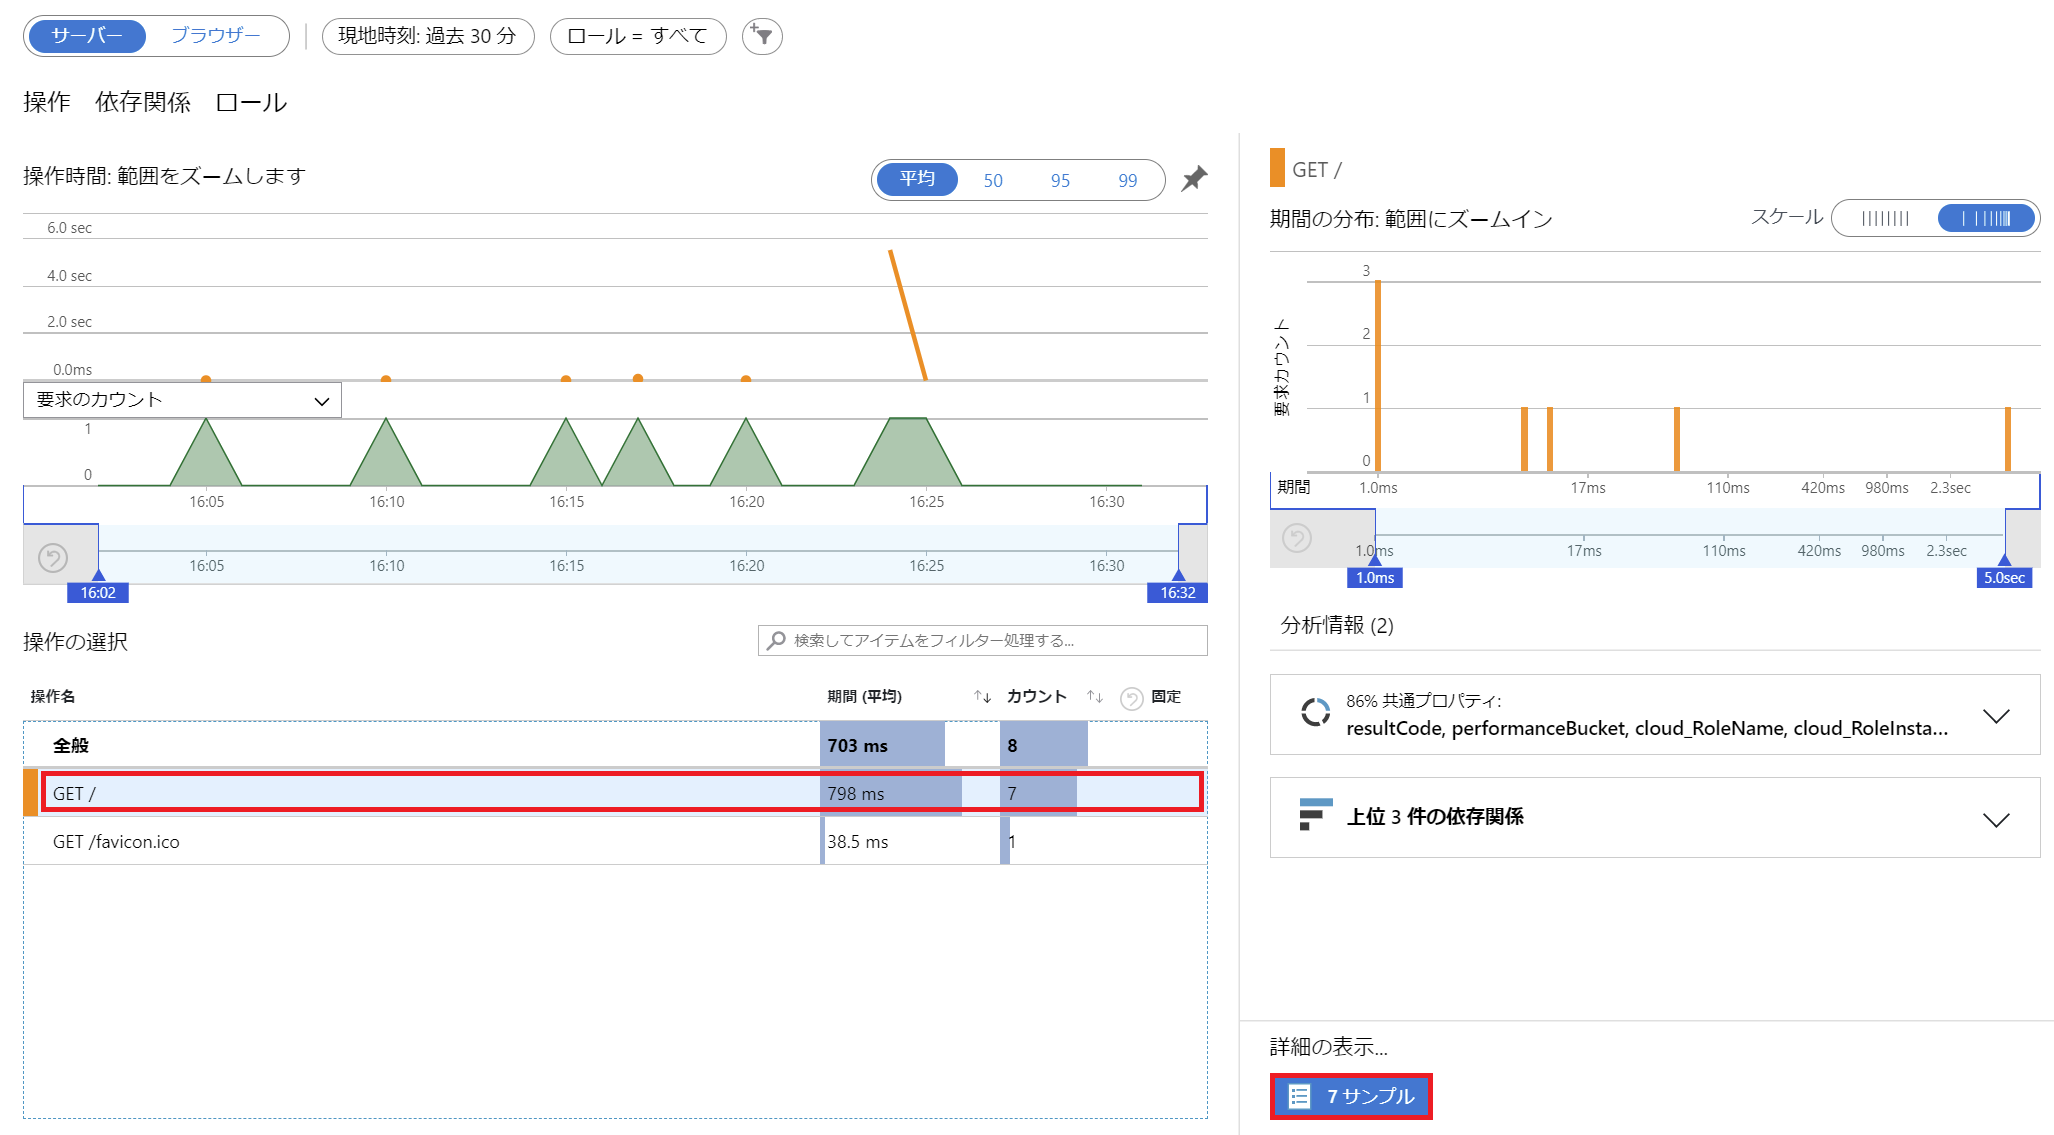 サーバー ブラウザー 現地時刻: 過去 30 分 ロール = すべて
操作 依存関係 ロール
操作時間: 範囲をズームします 平均 50 95 99
6.0 sec
4.0 sec
2.0 sec
0.0ms
要求のカウント
1
0
16:05 16:10 16:15 16:20 16:25 16:30
16:05 16:10 16:15 16:20 16:25 16:30
16:02 16:32
操作の選択 検索してアイテムをフィルター処理する...
操作名 期間 (平均) ↑↓ カウント ↑↓ 固定
全般 703 ms 8
GET / 798 ms 7
GET /favicon.ico 38.5 ms 1
GET /
期間の分布: 範囲にズームイン スケール
要求カウント
3
2
1
0
期間 1.0ms 17ms 110ms 420ms 980ms 2.3sec
1.0ms 17ms 110ms 420ms 980ms 2.3sec
1.0ms 5.0sec
分析情報 (2)
86% 共通プロパティ:
resultCode, performanceBucket, cloud_RoleName, cloud_RoleInsta...
上位 3 件の依存関係
詳細の表示...
7 サンプル